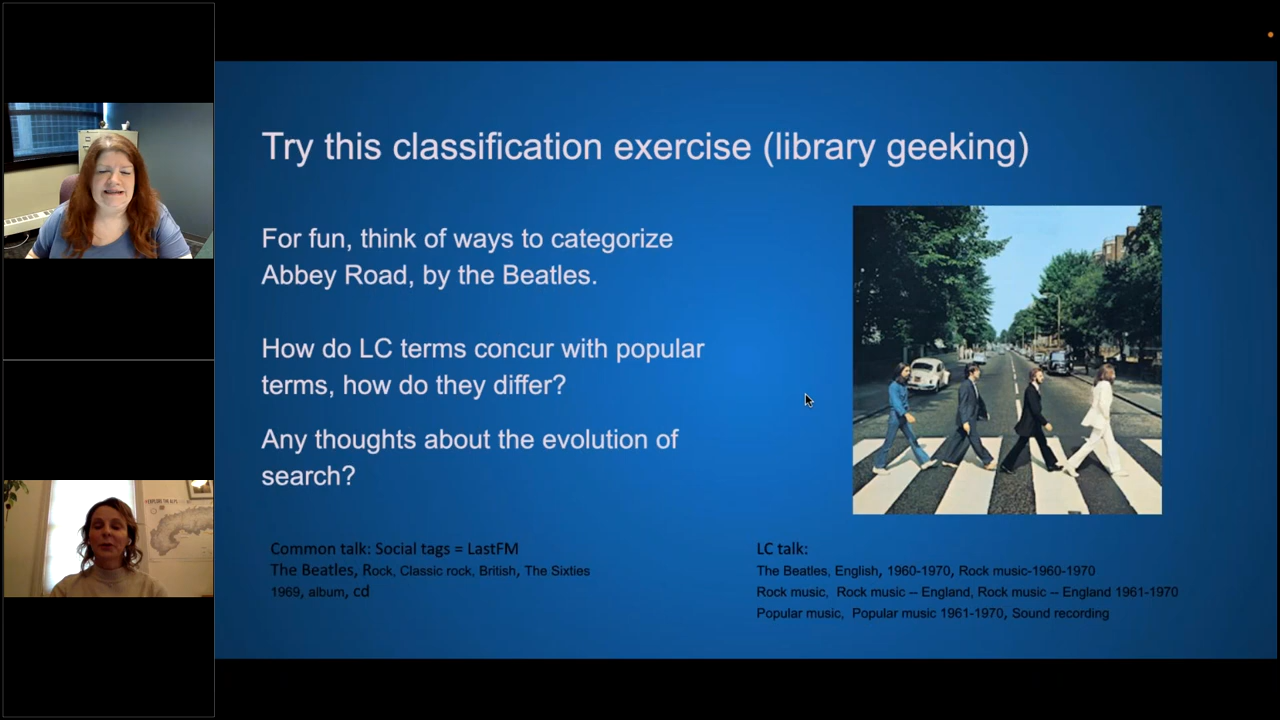 Try this classification exercise (library geeking)
For fun, think of ways to categorize
Abbey Road, by the Beatles.
How do LC terms concur with popular
terms, how do they differ?
Any thoughts about the evolution of
search?
Common talk: Social tags = LastFM
The Beatles, Rock, Classic rock, British, The Sixties
1969, album, cd
LC talk:
The Beatles, English, 1960-1970, Rock music-1960-1970
Rock music,  Rock music -- England, Rock music -- England 1961-1970
Popular music,  Popular music 1961-1970, Sound recording